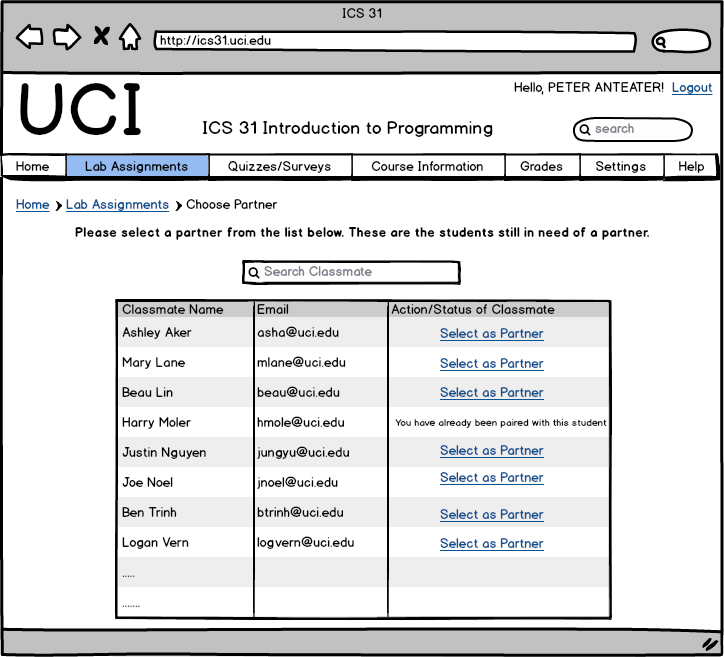 ICS 31
http://ics31.uci.edu
Hello, PETER ANTEATER! Logout
UCI
ICS 31 Introduction to Programming
search
Home Lab Assignments Quizzes/Surveys Course Information Grades Settings Help
Home Lab Assignments Choose Partner
Please select a partner from the list below. These are the students still in need of a partner.
Search Classmate
Classmate Name Email Action/Status of Classmate
Ashley Aker asha@uci.edu Select as Partner
Mary Lane mlane@uci.edu Select as Partner
Beau Lin beau@uci.edu Select as Partner
Harry Moler hmole@uci.edu You have already been paired with this student
Justin Nguyen jungyu@uci.edu Select as Partner
Joe Noel jnoel@uci.edu Select as Partner
Ben Trinh btrinh@uci.edu Select as Partner
Logan Vern logvern@uci.edu Select as Partner
.....
.......